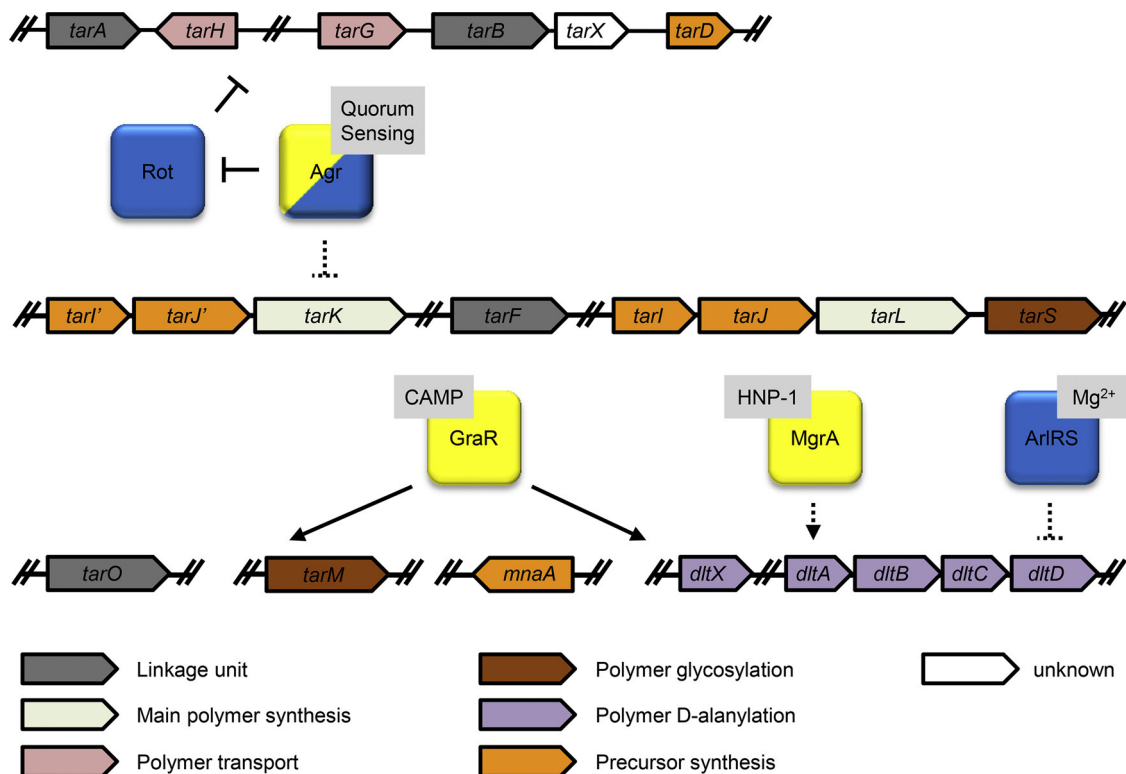 tarA tarH tarG tarB tarX tarD
Quorum
Sensing
Rot Agr
tarI’ tarJ’ tarK tarF tarI tarJ tarL tarS
CAMP HNP-1 Mg2+
GraR MgrA ArlRS
tarO tarM mnaA dltX dltA dltB dltC dltD
Linkage unit Polymer glycosylation unknown
Main polymer synthesis Polymer D-alanylation
Polymer transport Precursor synthesis